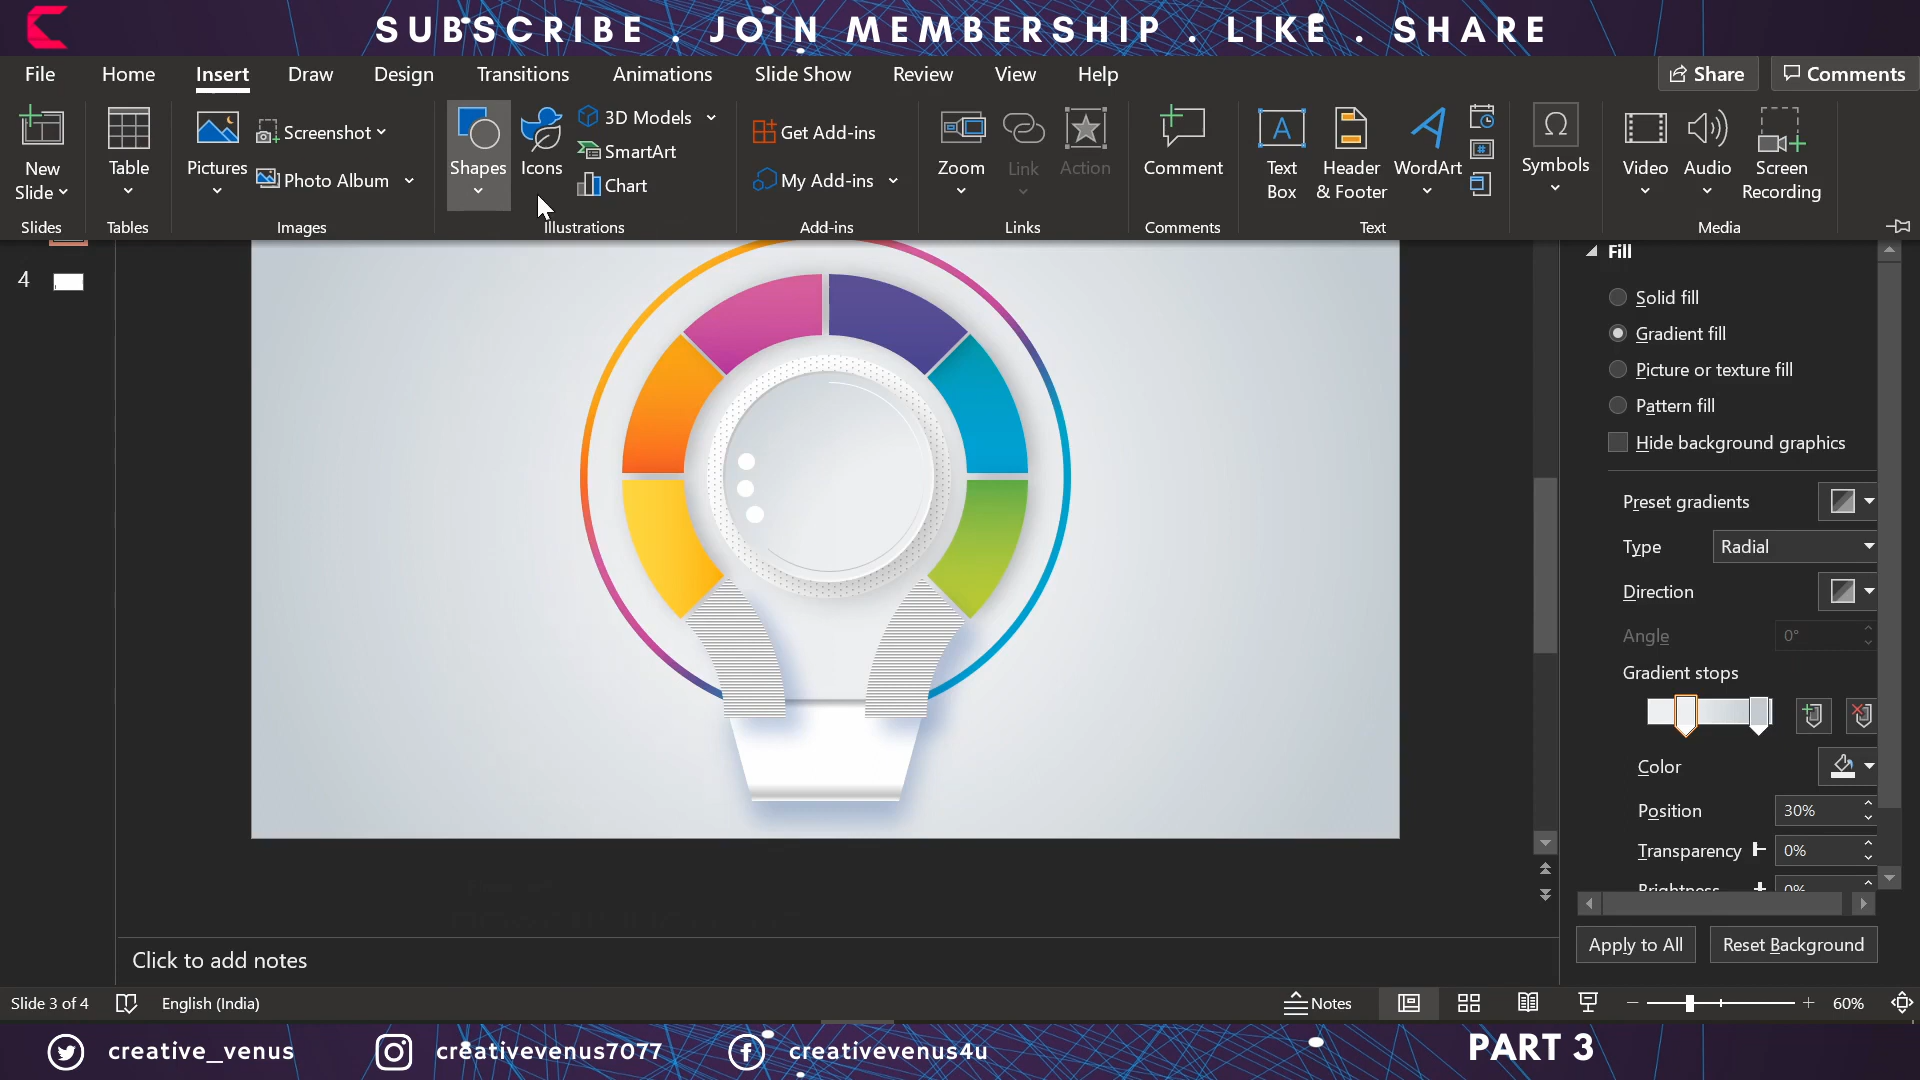 SUBSCRIBE . JOIN MEMBERSHIP . LIKE . SHARE
File Home Insert Draw Design Transitions Animations Slide Show Review View Help Share Comments
New Slide
Slides
Table
Tables
Pictures
Screenshot
Photo Album
Images
Shapes
Icons
3D Models
SmartArt
Chart
Illustrations
Get Add-ins
My Add-ins
Add-ins
Zoom
Link
Action
Links
Comment
Comments
Text Box
Header & Footer
WordArt
Text
Symbols
Video
Audio
Screen Recording
Media
4
Fill
Solid fill
Gradient fill
Picture or texture fill
Pattern fill
Hide background graphics
Preset gradients
Type Radial
Direction
Angle 0°
Gradient stops
Color
Position 30%
Transparency 0%
Brightness 0%
Apply to All Reset Background
Click to add notes
Slide 3 of 4 English (India) Notes 60%
creative_venus creativevenus7077 creativevenus4u PART 3